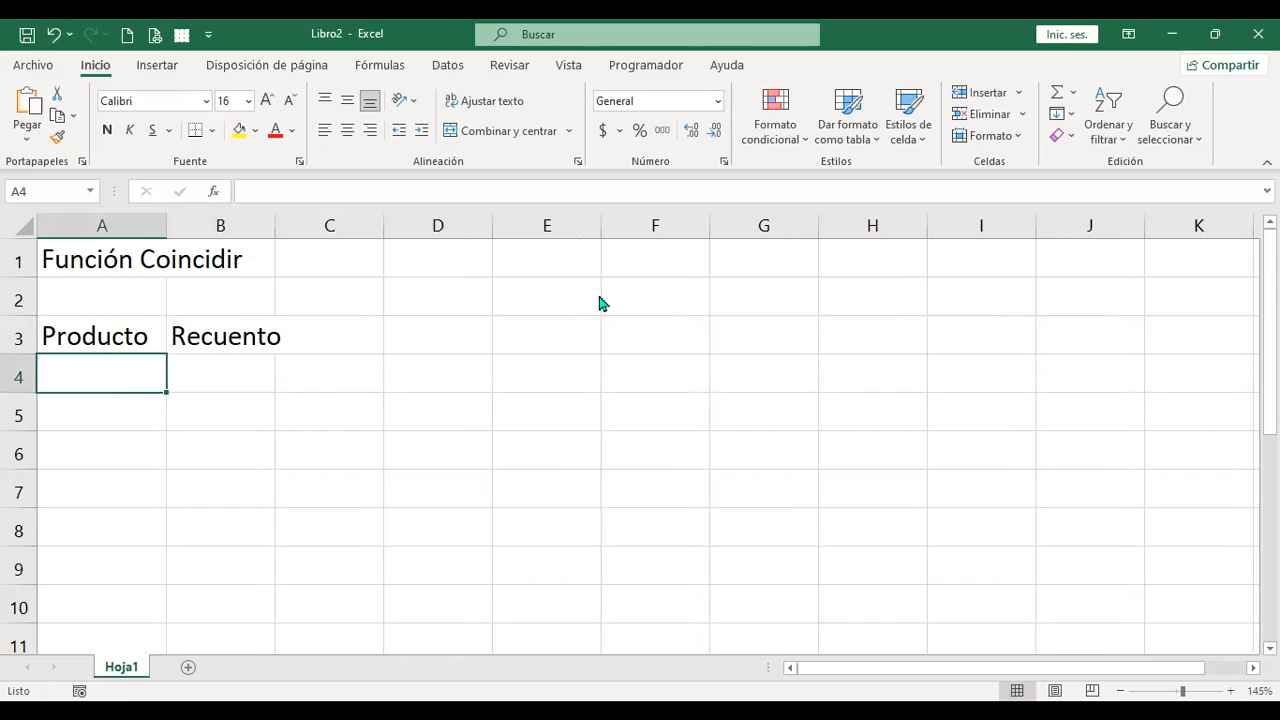 Libro2 - Excel
Buscar
Inic. ses.
Archivo Inicio Insertar Disposición de página Fórmulas Datos Revisar Vista Programador Ayuda
Compartir
Pegar
Calibri 16
N K S
Ajustar texto
Combinar y centrar
General
$ % 000
Formato condicional
Dar formato como tabla
Estilos de celda
Insertar
Eliminar
Formato
Ordenar y filtrar
Buscar y seleccionar
Portapapeles Fuente Alineación Número Estilos Celdas Edición
A4
fx
A B C D E F G H I J K
1 Función Coincidir
2
3 Producto Recuento
4
5
6
7
8
9
10
11
Hoja1
Listo
145%